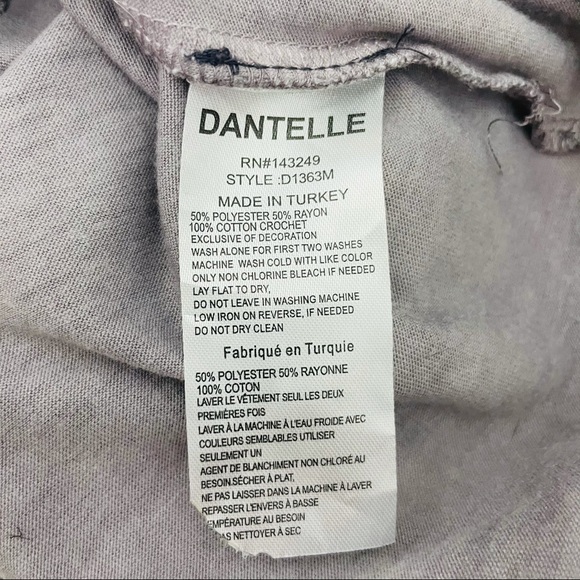 DANTELLE
RN#143249
STYLE :D1363M
MADE IN TURKEY
50% POLYESTER 50% RAYON
100% COTTON CROCHET
EXCLUSIVE OF DECORATION
WASH ALONE FOR FIRST TWO WASHES
MACHINE WASH COLD WITH LIKE COLOR
ONLY NON CHLORINE BLEACH IF NEEDED
LAY FLAT TO DRY,
DO NOT LEAVE IN WASHING MACHINE
LOW IRON ON REVERSE, IF NEEDED
DO NOT DRY CLEAN
Fabriqué en Turquie
50% POLYESTER 50% RAYONNE
100% COTON
LAVER LE VÊTEMENT SEUL LES DEUX
PREMIÈRES FOIS
LAVER À LA MACHINE À L'EAU FROIDE AVEC
COULEURS SEMBLABLES UTILISER
SEULEMENT UN
AGENT DE BLANCHIMENT NON CHLORÉ AU
BESOIN.SÉCHER À PLAT,
NE PAS LAISSER DANS LA MACHINE À LAVER
REPASSER L'ENVERS À BASSE
EMPÉRATURE AU BESOIN
AS NETTOYER À SEC